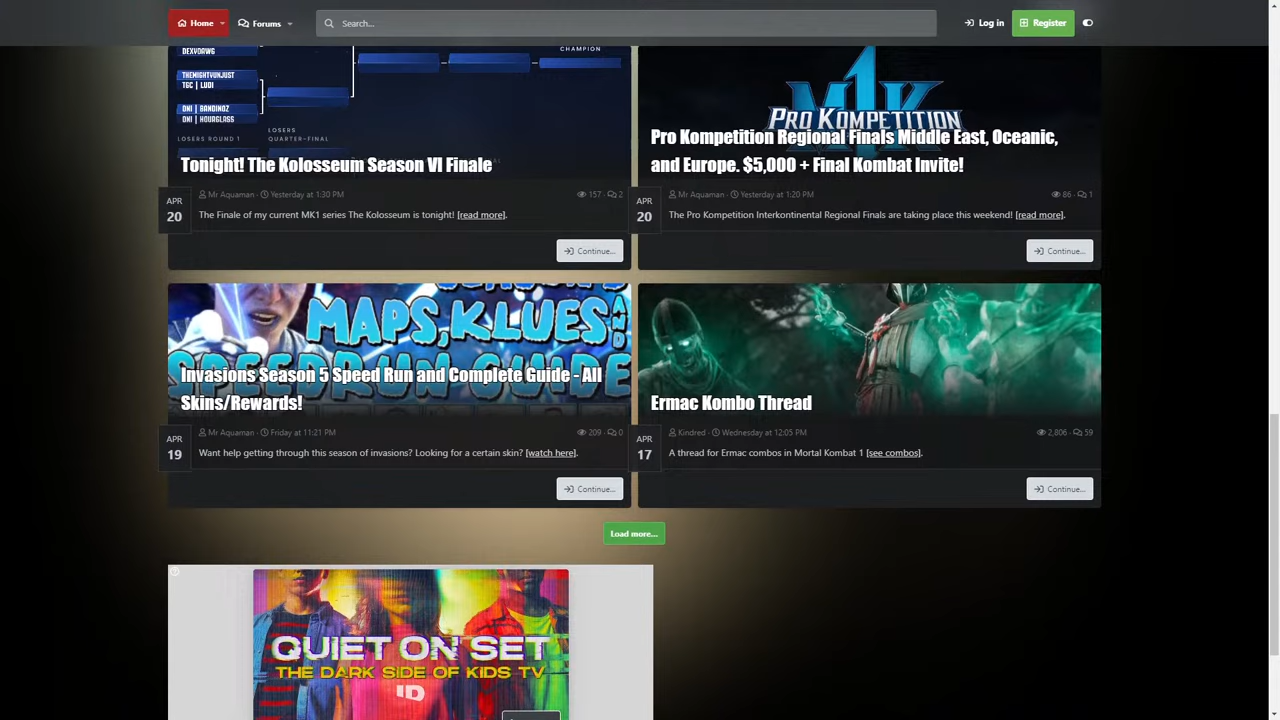 Home
Forums
Search...
Log in
Register
DEXYDAWG
THEMIGHTYUNJUST
TGC | LUDI
ONI | BANDINOZ
ONI | HOURGLASS
LOSERS ROUND 1
LOSERS
QUARTER-FINAL
CHAMPION
Tonight! The Kolosseum Season VI Finale
APR
20
Mr Aquaman · Yesterday at 1:30 PM
157 · 2
The Finale of my current MK1 series The Kolosseum is tonight! [read more].
Continue...
M1K
PRO KOMPETITION
Pro Kompetition Regional Finals Middle East, Oceanic,
and Europe. $5,000 + Final Kombat Invite!
APR
20
Mr Aquaman · Yesterday at 1:20 PM
86 · 1
The Pro Kompetition Interkontinental Regional Finals are taking place this weekend! [read more].
Continue...
MAPS, KLUES
AND
SPEEDRUN GUIDE
Invasions Season 5 Speed Run and Complete Guide - All
Skins/Rewards!
APR
19
Mr Aquaman · Friday at 11:21 PM
209 · 0
Want help getting through this season of invasions? Looking for a certain skin? [watch here].
Continue...
Ermac Kombo Thread
APR
17
Kindred · Wednesday at 12:05 PM
2,806 · 59
A thread for Ermac combos in Mortal Kombat 1 [see combos].
Continue...
Load more...
QUIET ON SET
THE DARK SIDE OF KIDS TV
ID